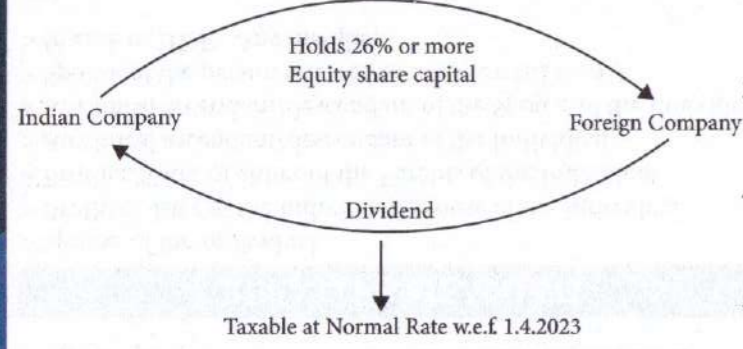 Holds 26% or more
Equity share capital
Indian Company
Foreign Company
Dividend
Taxable at Normal Rate w.e.f. 1.4.2023